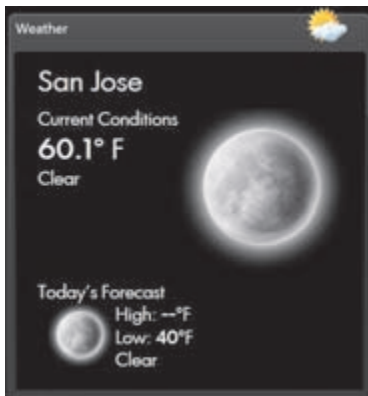 Weather
San Jose
Current Conditions
60.1° F
Clear
Today's Forecast
High: --°F
Low: 40°F
Clear